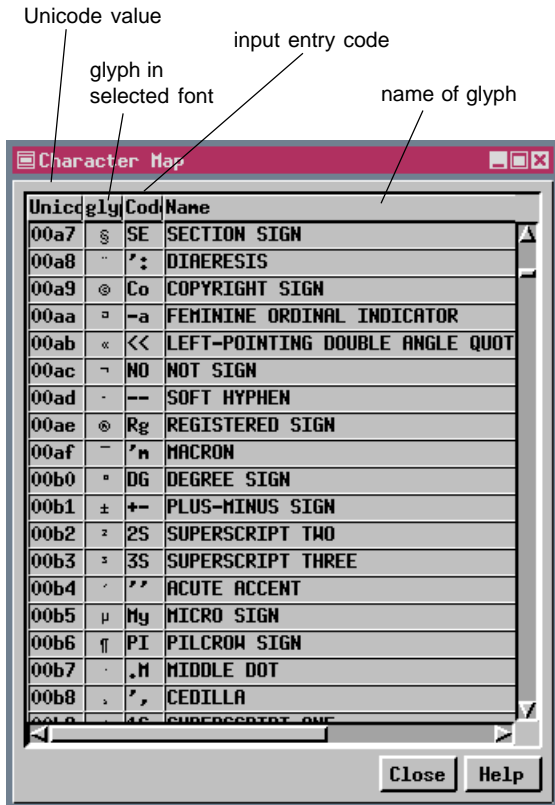 Unicode value
input entry code
glyph in
selected font
name of glyph
Character Map
Unico gly Cod Name
00a7 § SE SECTION SIGN
00a8 ¨ ': DIAERESIS
00a9 © Co COPYRIGHT SIGN
00aa ª -a FEMININE ORDINAL INDICATOR
00ab « << LEFT-POINTING DOUBLE ANGLE QUOT
00ac ¬ NO NOT SIGN
00ad - -- SOFT HYPHEN
00ae ® Rg REGISTERED SIGN
00af ¯ 'm MACRON
00b0 ° DG DEGREE SIGN
00b1 ± +- PLUS-MINUS SIGN
00b2 ² 2S SUPERSCRIPT TWO
00b3 ³ 3S SUPERSCRIPT THREE
00b4 ´ '' ACUTE ACCENT
00b5 µ My MICRO SIGN
00b6 ¶ PI PILCROW SIGN
00b7 · .M MIDDLE DOT
00b8 ¸ ', CEDILLA
Close Help